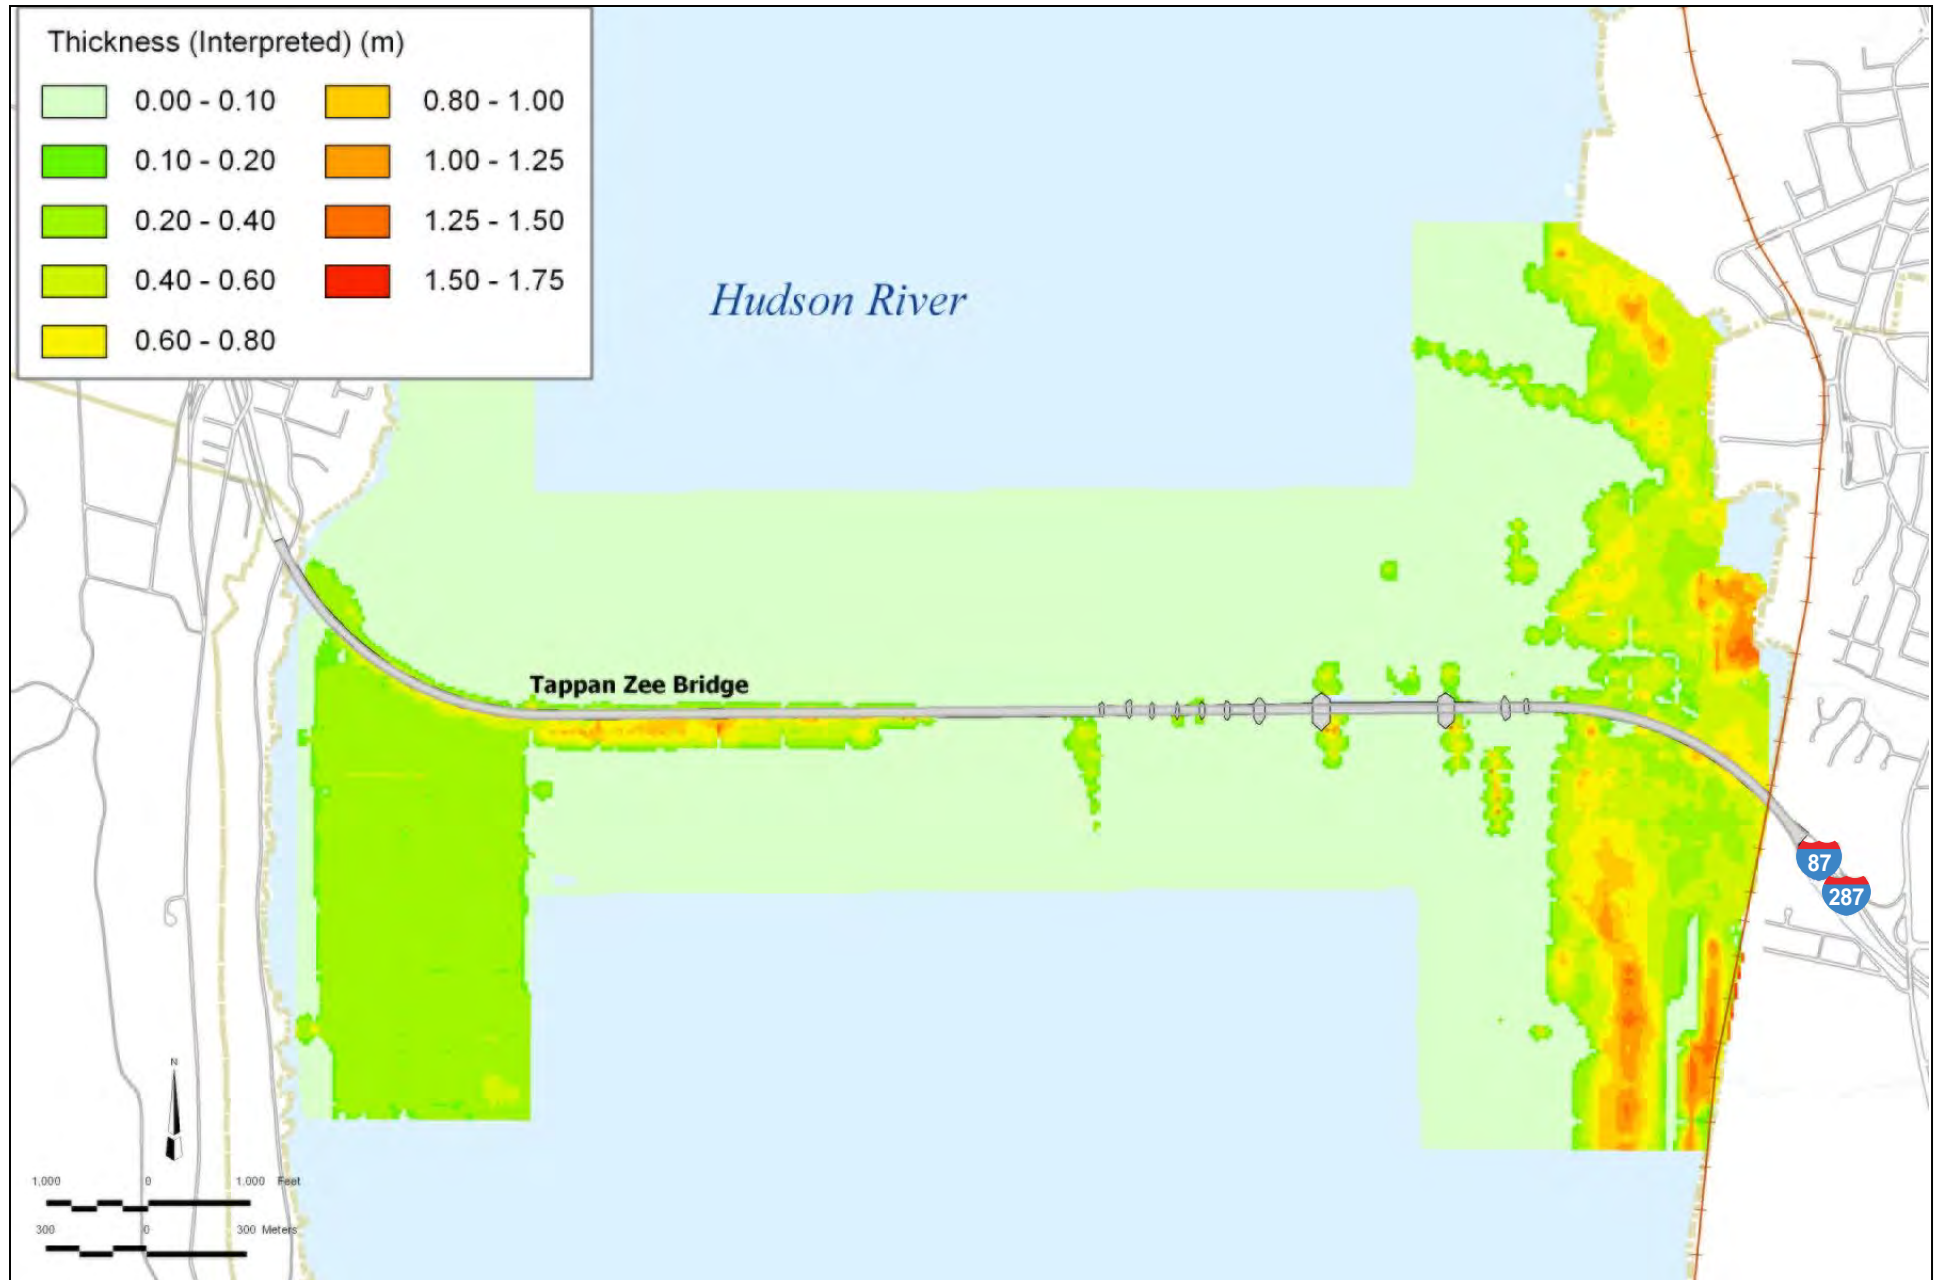 Thickness (Interpreted) (m)
0.00 - 0.10
0.10 - 0.20
0.20 - 0.40
0.40 - 0.60
0.60 - 0.80
0.80 - 1.00
1.00 - 1.25
1.25 - 1.50
1.50 - 1.75
Hudson River
Tappan Zee Bridge
87
287
N
1,000 0 1,000 Feet
300 0 300 Meters